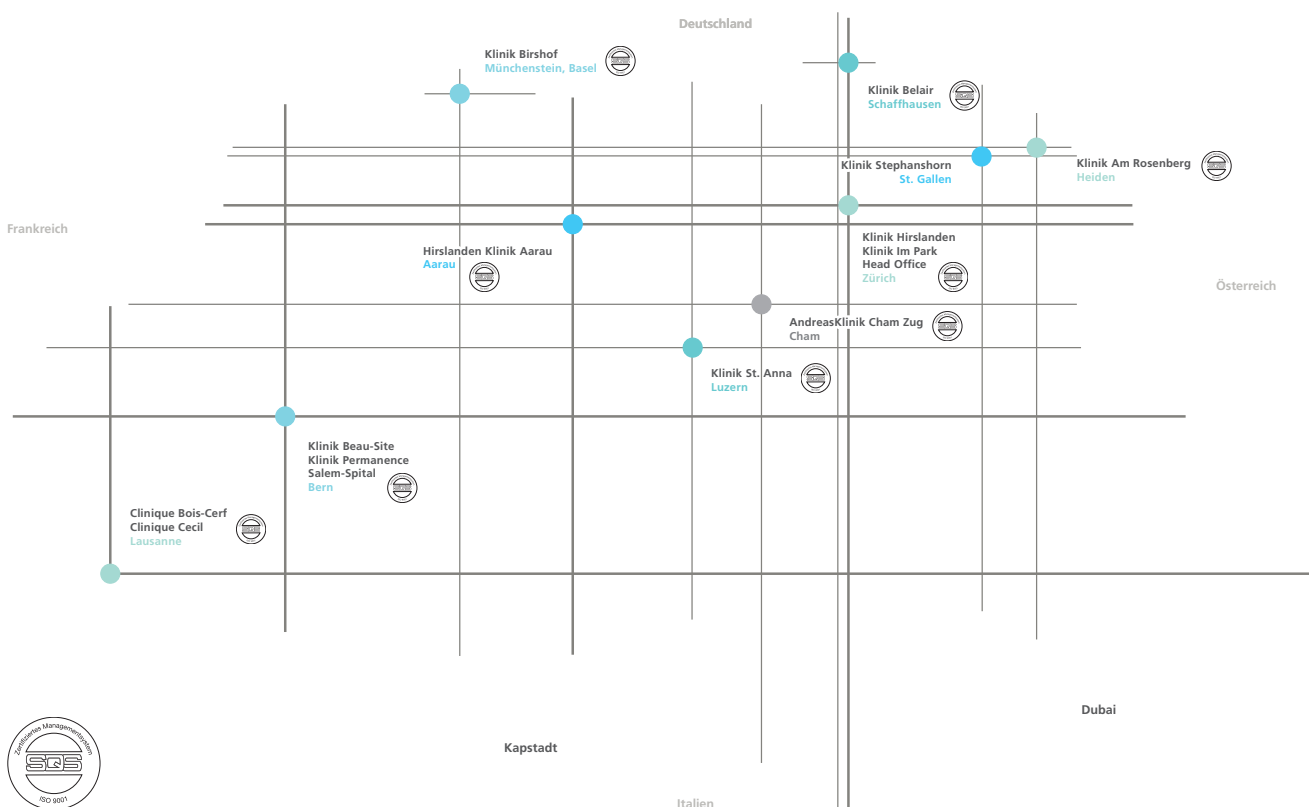 Deutschland
Klinik Birshof
Münchenstein, Basel
Klinik Belair
Schaffhausen
Klinik Stephanshorn
St. Gallen
Klinik Am Rosenberg
Heiden
Frankreich
Hirslanden Klinik Aarau
Aarau
Klinik Hirslanden
Klinik Im Park
Head Office
Zürich
Österreich
AndreasKlinik Cham Zug
Cham
Klinik St. Anna
Luzern
Klinik Beau-Site
Klinik Permanence
Salem-Spital
Bern
Clinique Bois-Cerf
Clinique Cecil
Lausanne
Dubai
Kapstadt
Zertifiziertes Managementsystem
SQS
ISO 9001
Italien